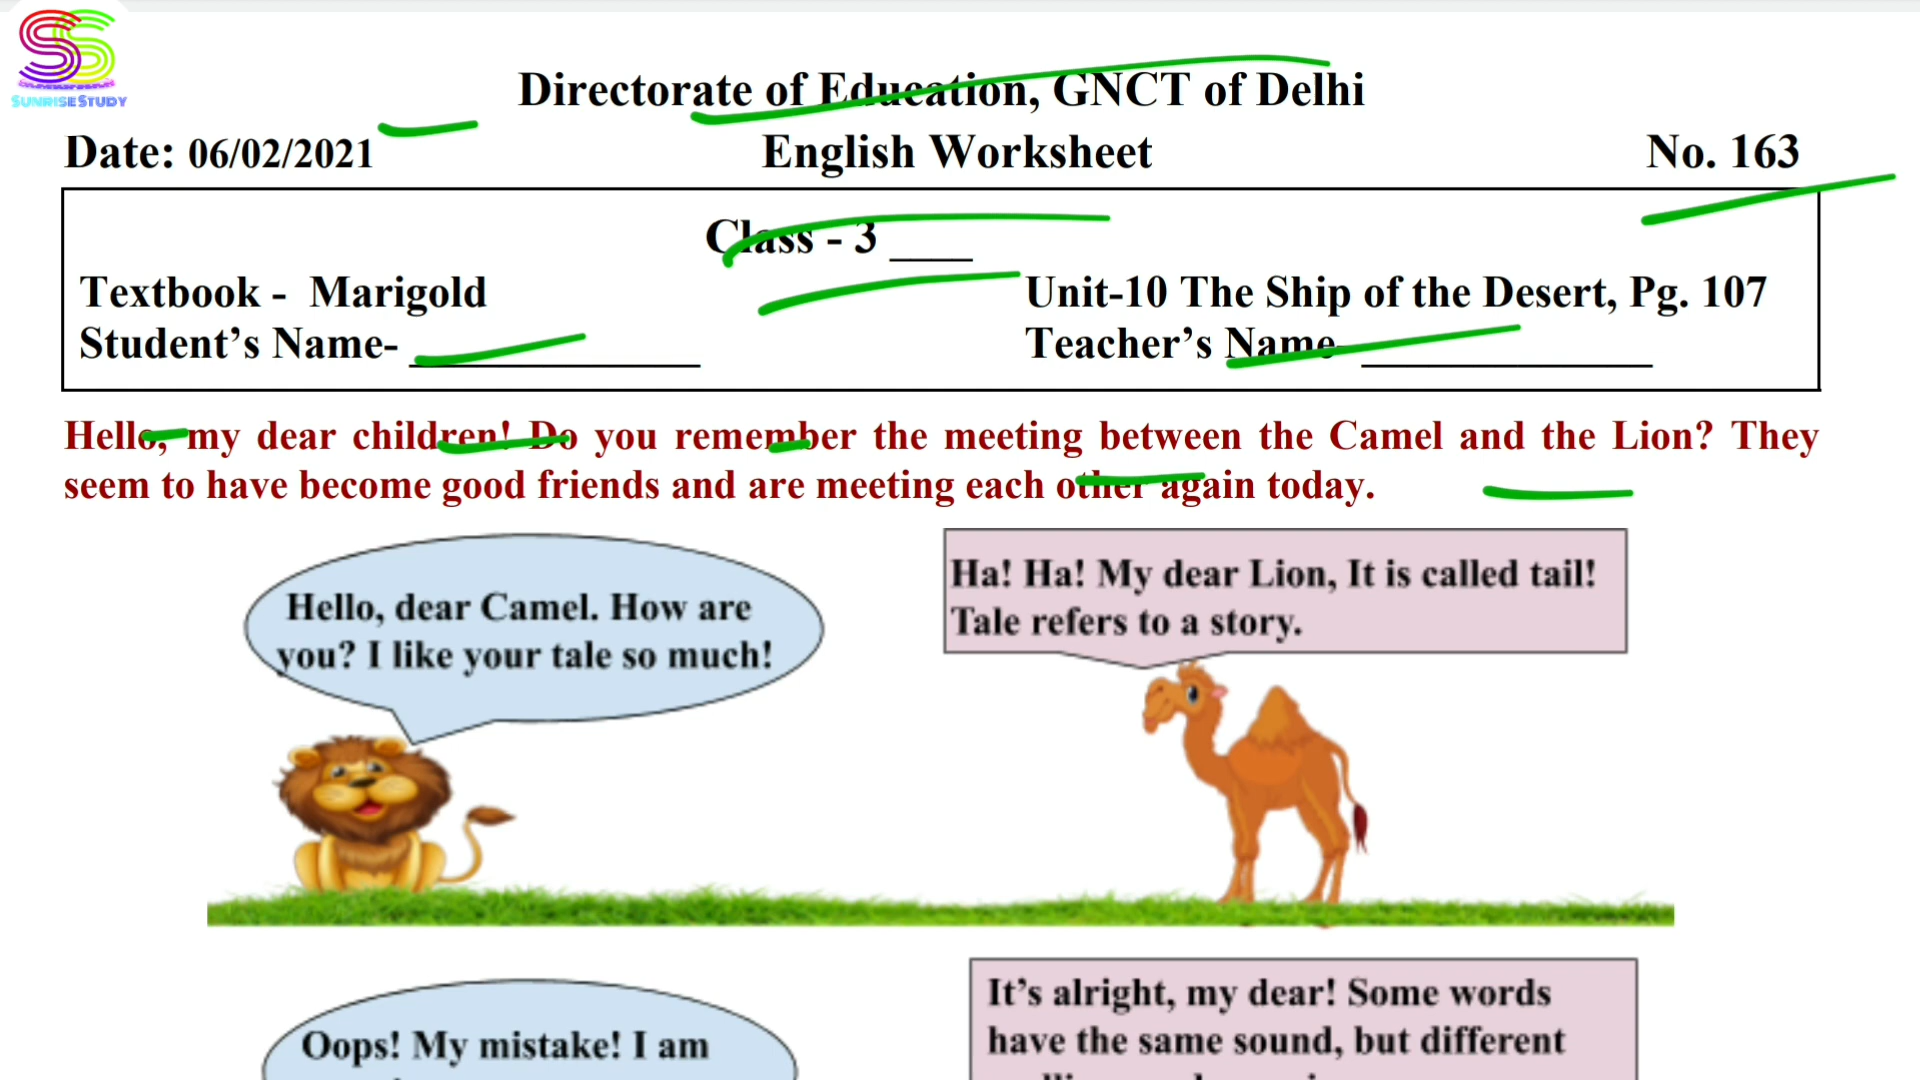 SUNRISESTUDY
Directorate of Education, GNCT of Delhi
Date: 06/02/2021 English Worksheet No. 163
Class - 3 ____
Textbook - Marigold Unit-10 The Ship of the Desert, Pg. 107
Student’s Name- ______________ Teacher’s Name- ______________
Hello, my dear children! Do you remember the meeting between the Camel and the Lion? They
seem to have become good friends and are meeting each other again today.
Hello, dear Camel. How are
you? I like your tale so much!
Ha! Ha! My dear Lion, It is called tail!
Tale refers to a story.
Oops! My mistake! I am
It’s alright, my dear! Some words
have the same sound, but different